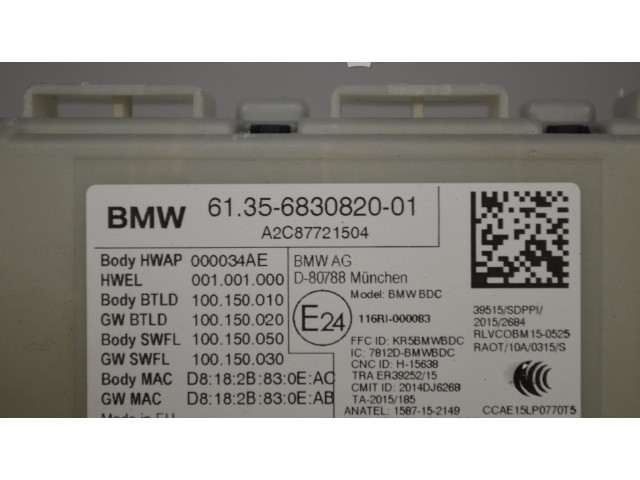 BMW 61.35-6830820-01
A2C87721504
Body HWAP 000034AE
HWEL 001.001.000
Body BTLD 100.150.010
GW BTLD 100.150.020
Body SWFL 100.150.050
GW SWFL 100.150.030
Body MAC D8:18:2B:83:0E:AC
GW MAC D8:18:2B:83:0E:AB
Made in EU
BMW AG
D-80788 München
Model: BMW BDC
E24 116RI-000083
FFC ID: KR5BMWBDC
IC: 7812D-BMWBDC
CNC ID: H-15638
TRA ER39252/15
CMIT ID: 2014DJ6268
TA-2015/185
ANATEL: 1587-15-2149
39515/SDPPI/
2015/2684
RLVCOBM15-0525
RAOT/10A/0315/S
CCAE15LP0770T5